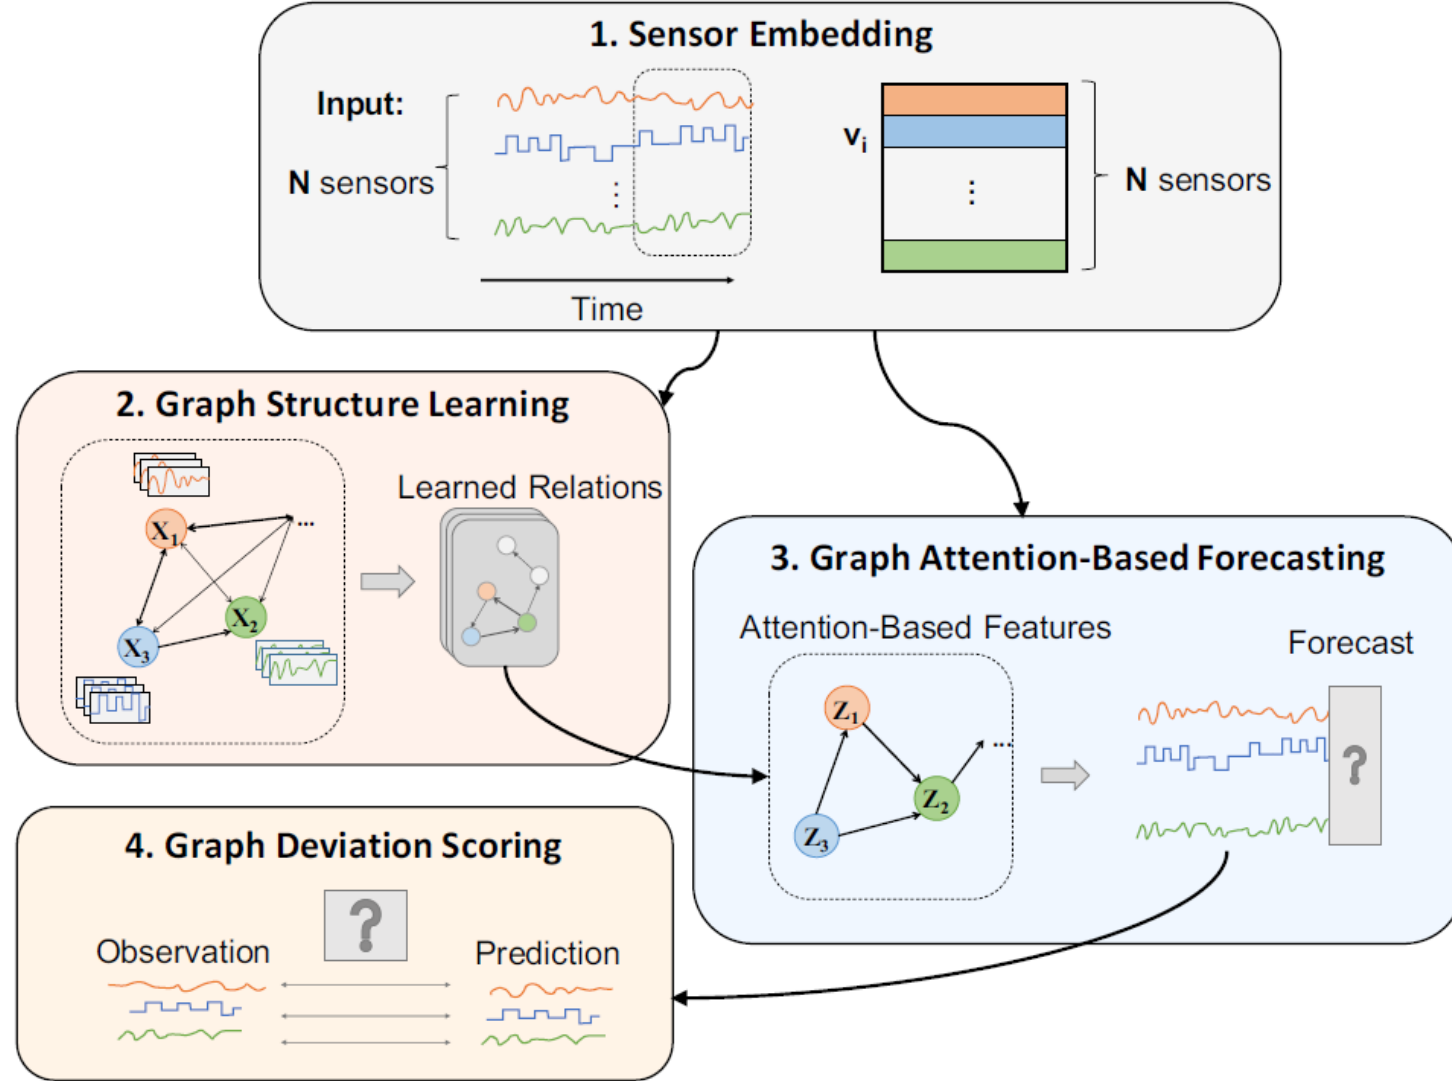 1. Sensor Embedding
Input:
N sensors
⋮
Time
vᵢ
⋮
N sensors
2. Graph Structure Learning
X₁
...
X₂
X₃
Learned Relations
3. Graph Attention-Based Forecasting
Attention-Based Features
Forecast
Z₁
...
Z₂
Z₃
?
4. Graph Deviation Scoring
?
Observation
Prediction